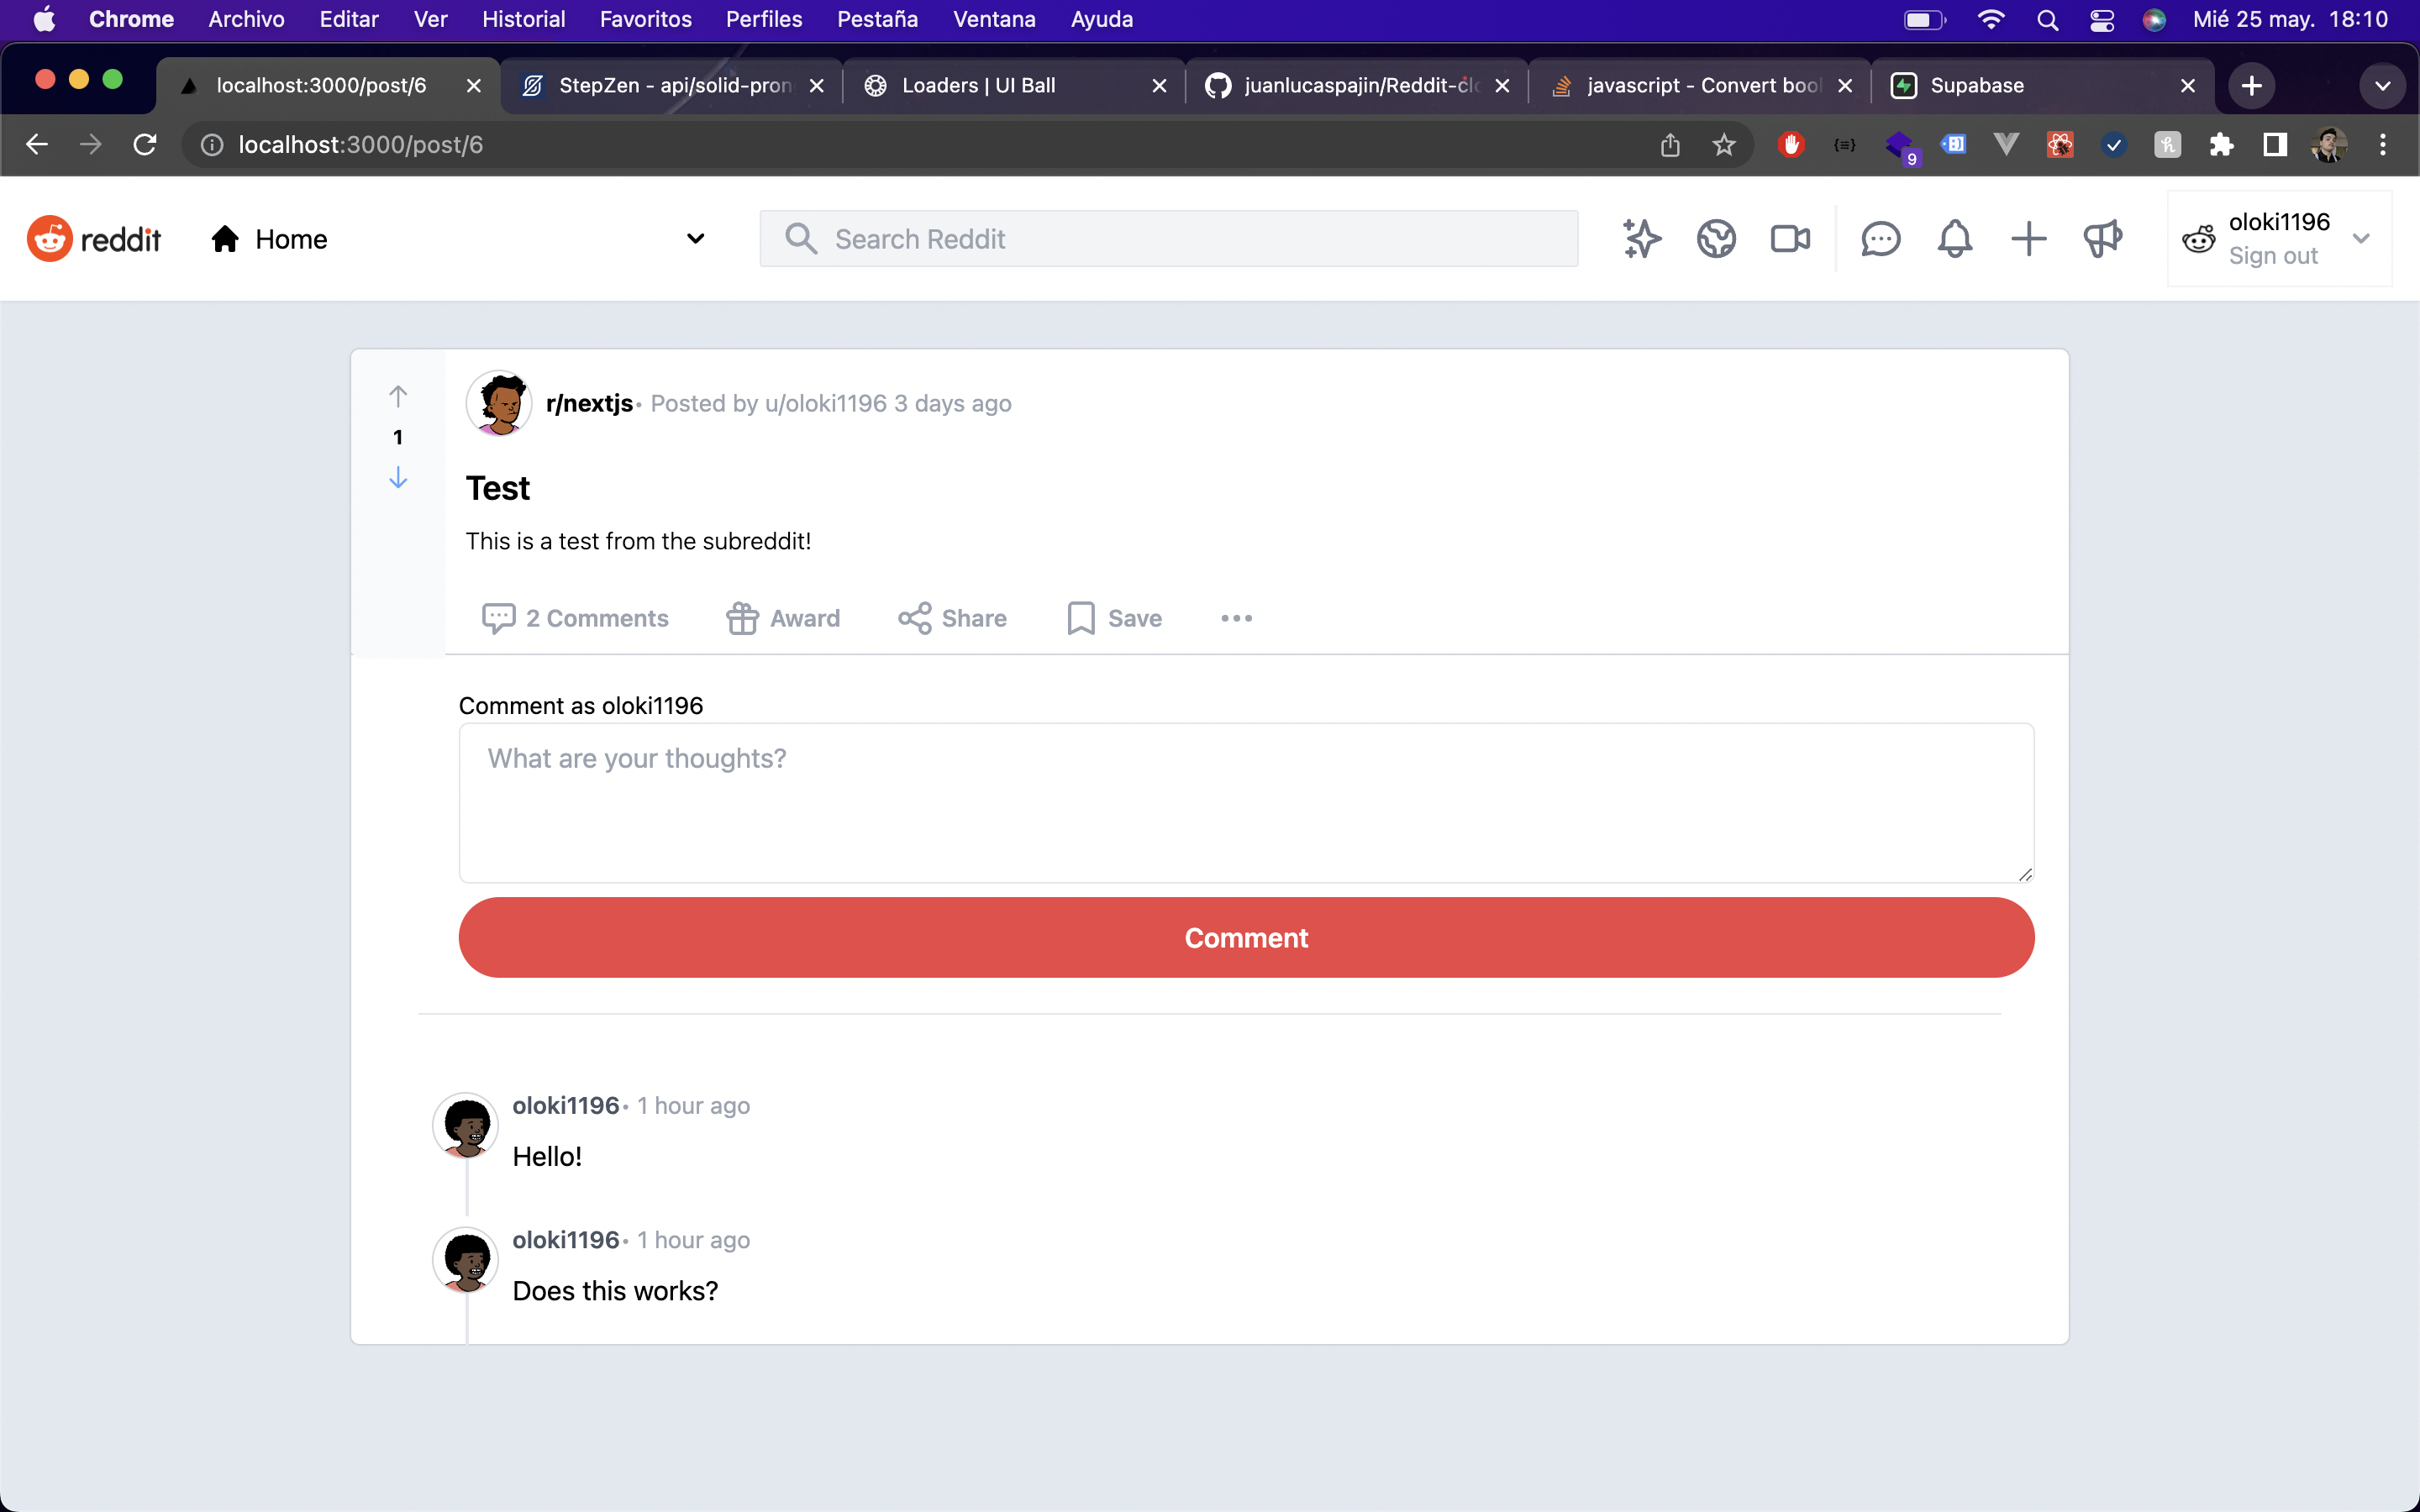 Chrome Archivo Editar Ver Historial Favoritos Perfiles Pestaña Ventana Ayuda Mié 25 may. 18:10
localhost:3000/post/6 StepZen - api/solid-pron Loaders | UI Ball juanlucaspajin/Reddit-clo javascript - Convert bool Supabase
localhost:3000/post/6 {=} 9
reddit Home Search Reddit oloki1196
Sign out
r/nextjs • Posted by u/oloki1196 3 days ago
1
Test
This is a test from the subreddit!
2 Comments Award Share Save
Comment as oloki1196
What are your thoughts?
Comment
oloki1196 • 1 hour ago
Hello!
oloki1196 • 1 hour ago
Does this works?